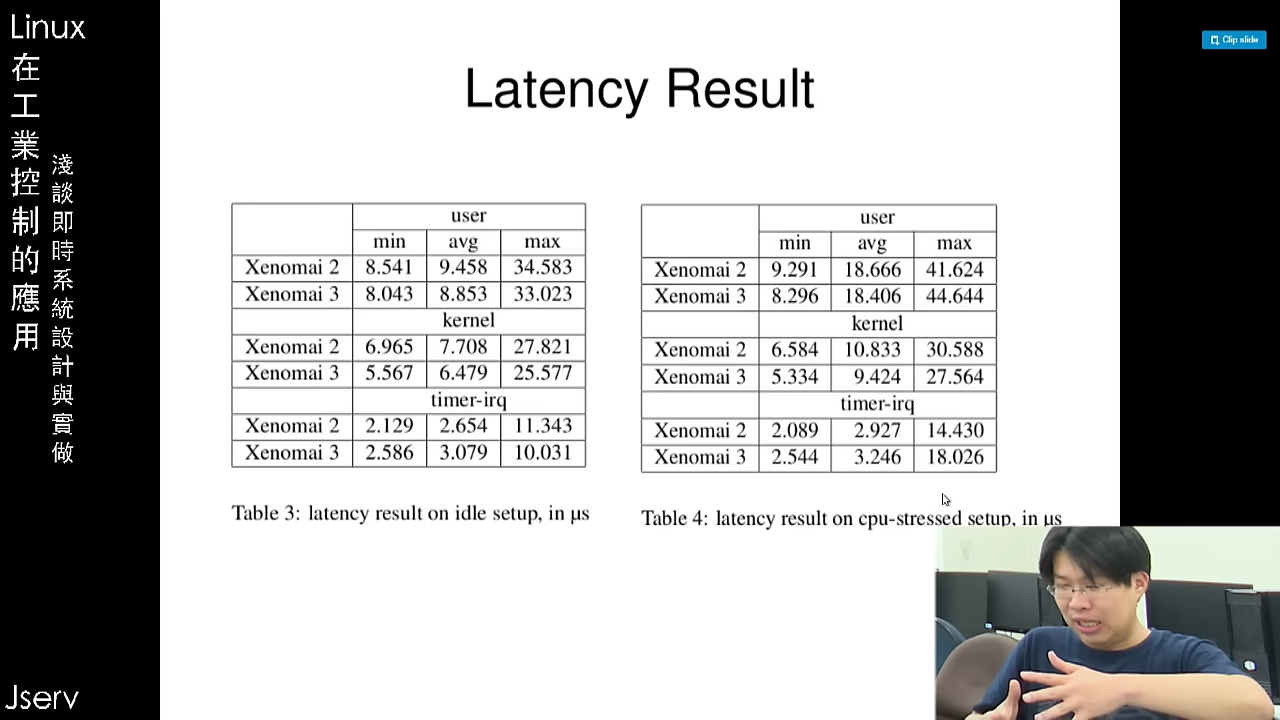 Linux
在工業控制的應用
淺談即時系統設計與實做
Jserv
Clip slide
Latency Result
user
min avg max
Xenomai 2 8.541 9.458 34.583
Xenomai 3 8.043 8.853 33.023
kernel
Xenomai 2 6.965 7.708 27.821
Xenomai 3 5.567 6.479 25.577
timer-irq
Xenomai 2 2.129 2.654 11.343
Xenomai 3 2.586 3.079 10.031
Table 3: latency result on idle setup, in µs
user
min avg max
Xenomai 2 9.291 18.666 41.624
Xenomai 3 8.296 18.406 44.644
kernel
Xenomai 2 6.584 10.833 30.588
Xenomai 3 5.334 9.424 27.564
timer-irq
Xenomai 2 2.089 2.927 14.430
Xenomai 3 2.544 3.246 18.026
Table 4: latency result on cpu-stressed setup, in µs